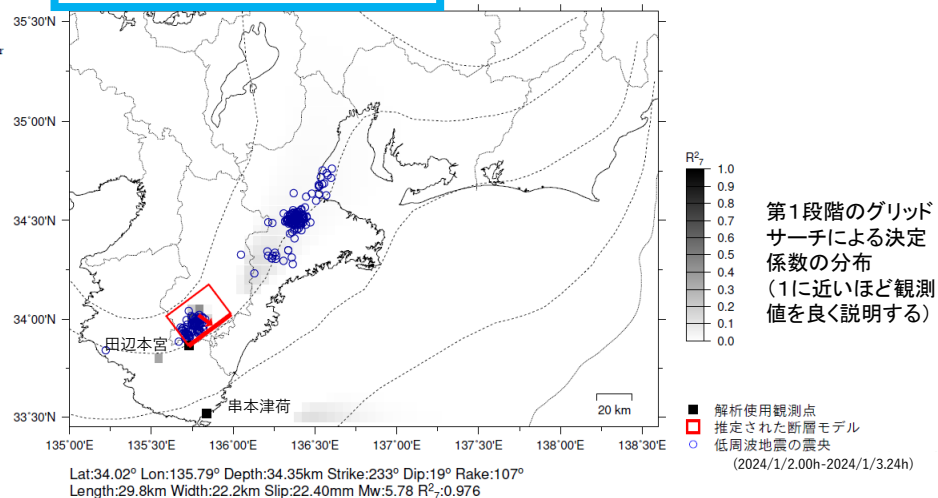 r
35˚30'N
35˚00'N
34˚30'N
34˚00'N
33˚30'N
田辺本宮
串本津荷
20 km
135˚00'E 135˚30'E 136˚00'E 136˚30'E 137˚00'E 137˚30'E 138˚00'E 138˚30'E
R²₇
1.0
0.9
0.8
0.7
0.6
0.5
0.4
0.3
0.2
0.1
0.0
第1段階のグリッド
サーチによる決定
係数の分布
(1に近いほど観測
値を良く説明する)
解析使用観測点
推定された断層モデル
低周波地震の震央
(2024/1/2.00h-2024/1/3.24h)
Lat:34.02º Lon:135.79º Depth:34.35km Strike:233º Dip:19º Rake:107º
Length:29.8km Width:22.2km Slip:22.40mm Mw:5.78 R²₇:0.976